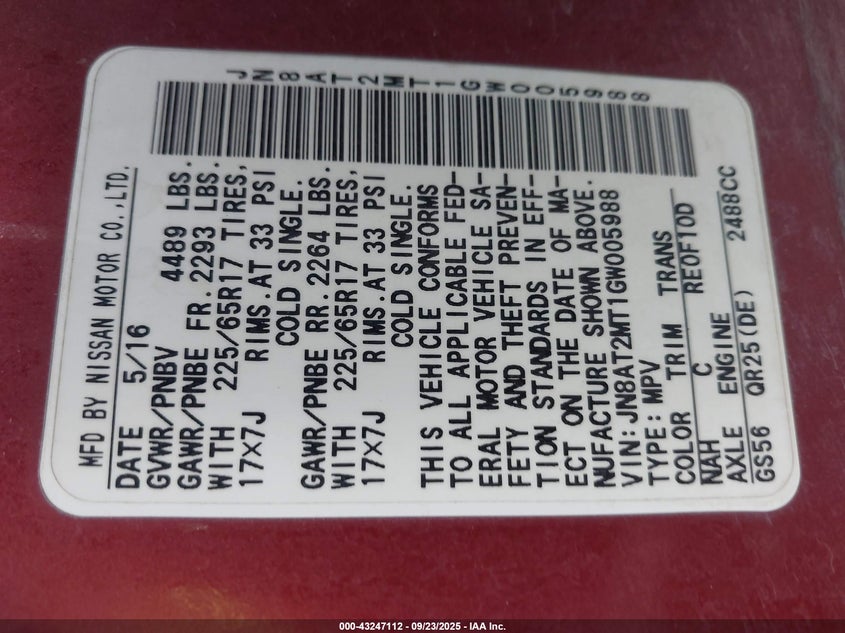 JN8AT2MT1GW005988
MFD BY NISSAN MOTOR CO.,LTD.
DATE 5/16
GVWR/PNBV 4489 LBS.
GAWR/PNBE FR.2293 LBS.
WITH 225/65R17 TIRES,
17×7J RIMS.AT 33 PSI
COLD SINGLE.
GAWR/PNBE RR.2264 LBS.
WITH 225/65R17 TIRES,
17×7J RIMS.AT 33 PSI
COLD SINGLE.
THIS VEHICLE CONFORMS
TO ALL APPLICABLE FED-
ERAL MOTOR VEHICLE SA-
FETY AND THEFT PREVEN-
TION STANDARDS IN EFF-
ECT ON THE DATE OF MA-
NUFACTURE SHOWN ABOVE.
VIN:JN8AT2MT1GW005988
TYPE:MPV
COLOR TRIM TRANS
NAH C RE0F10D
AXLE ENGINE
GS56 QR25(DE) 2488CC
000-43247112 - 09/23/2025 - IAA Inc.